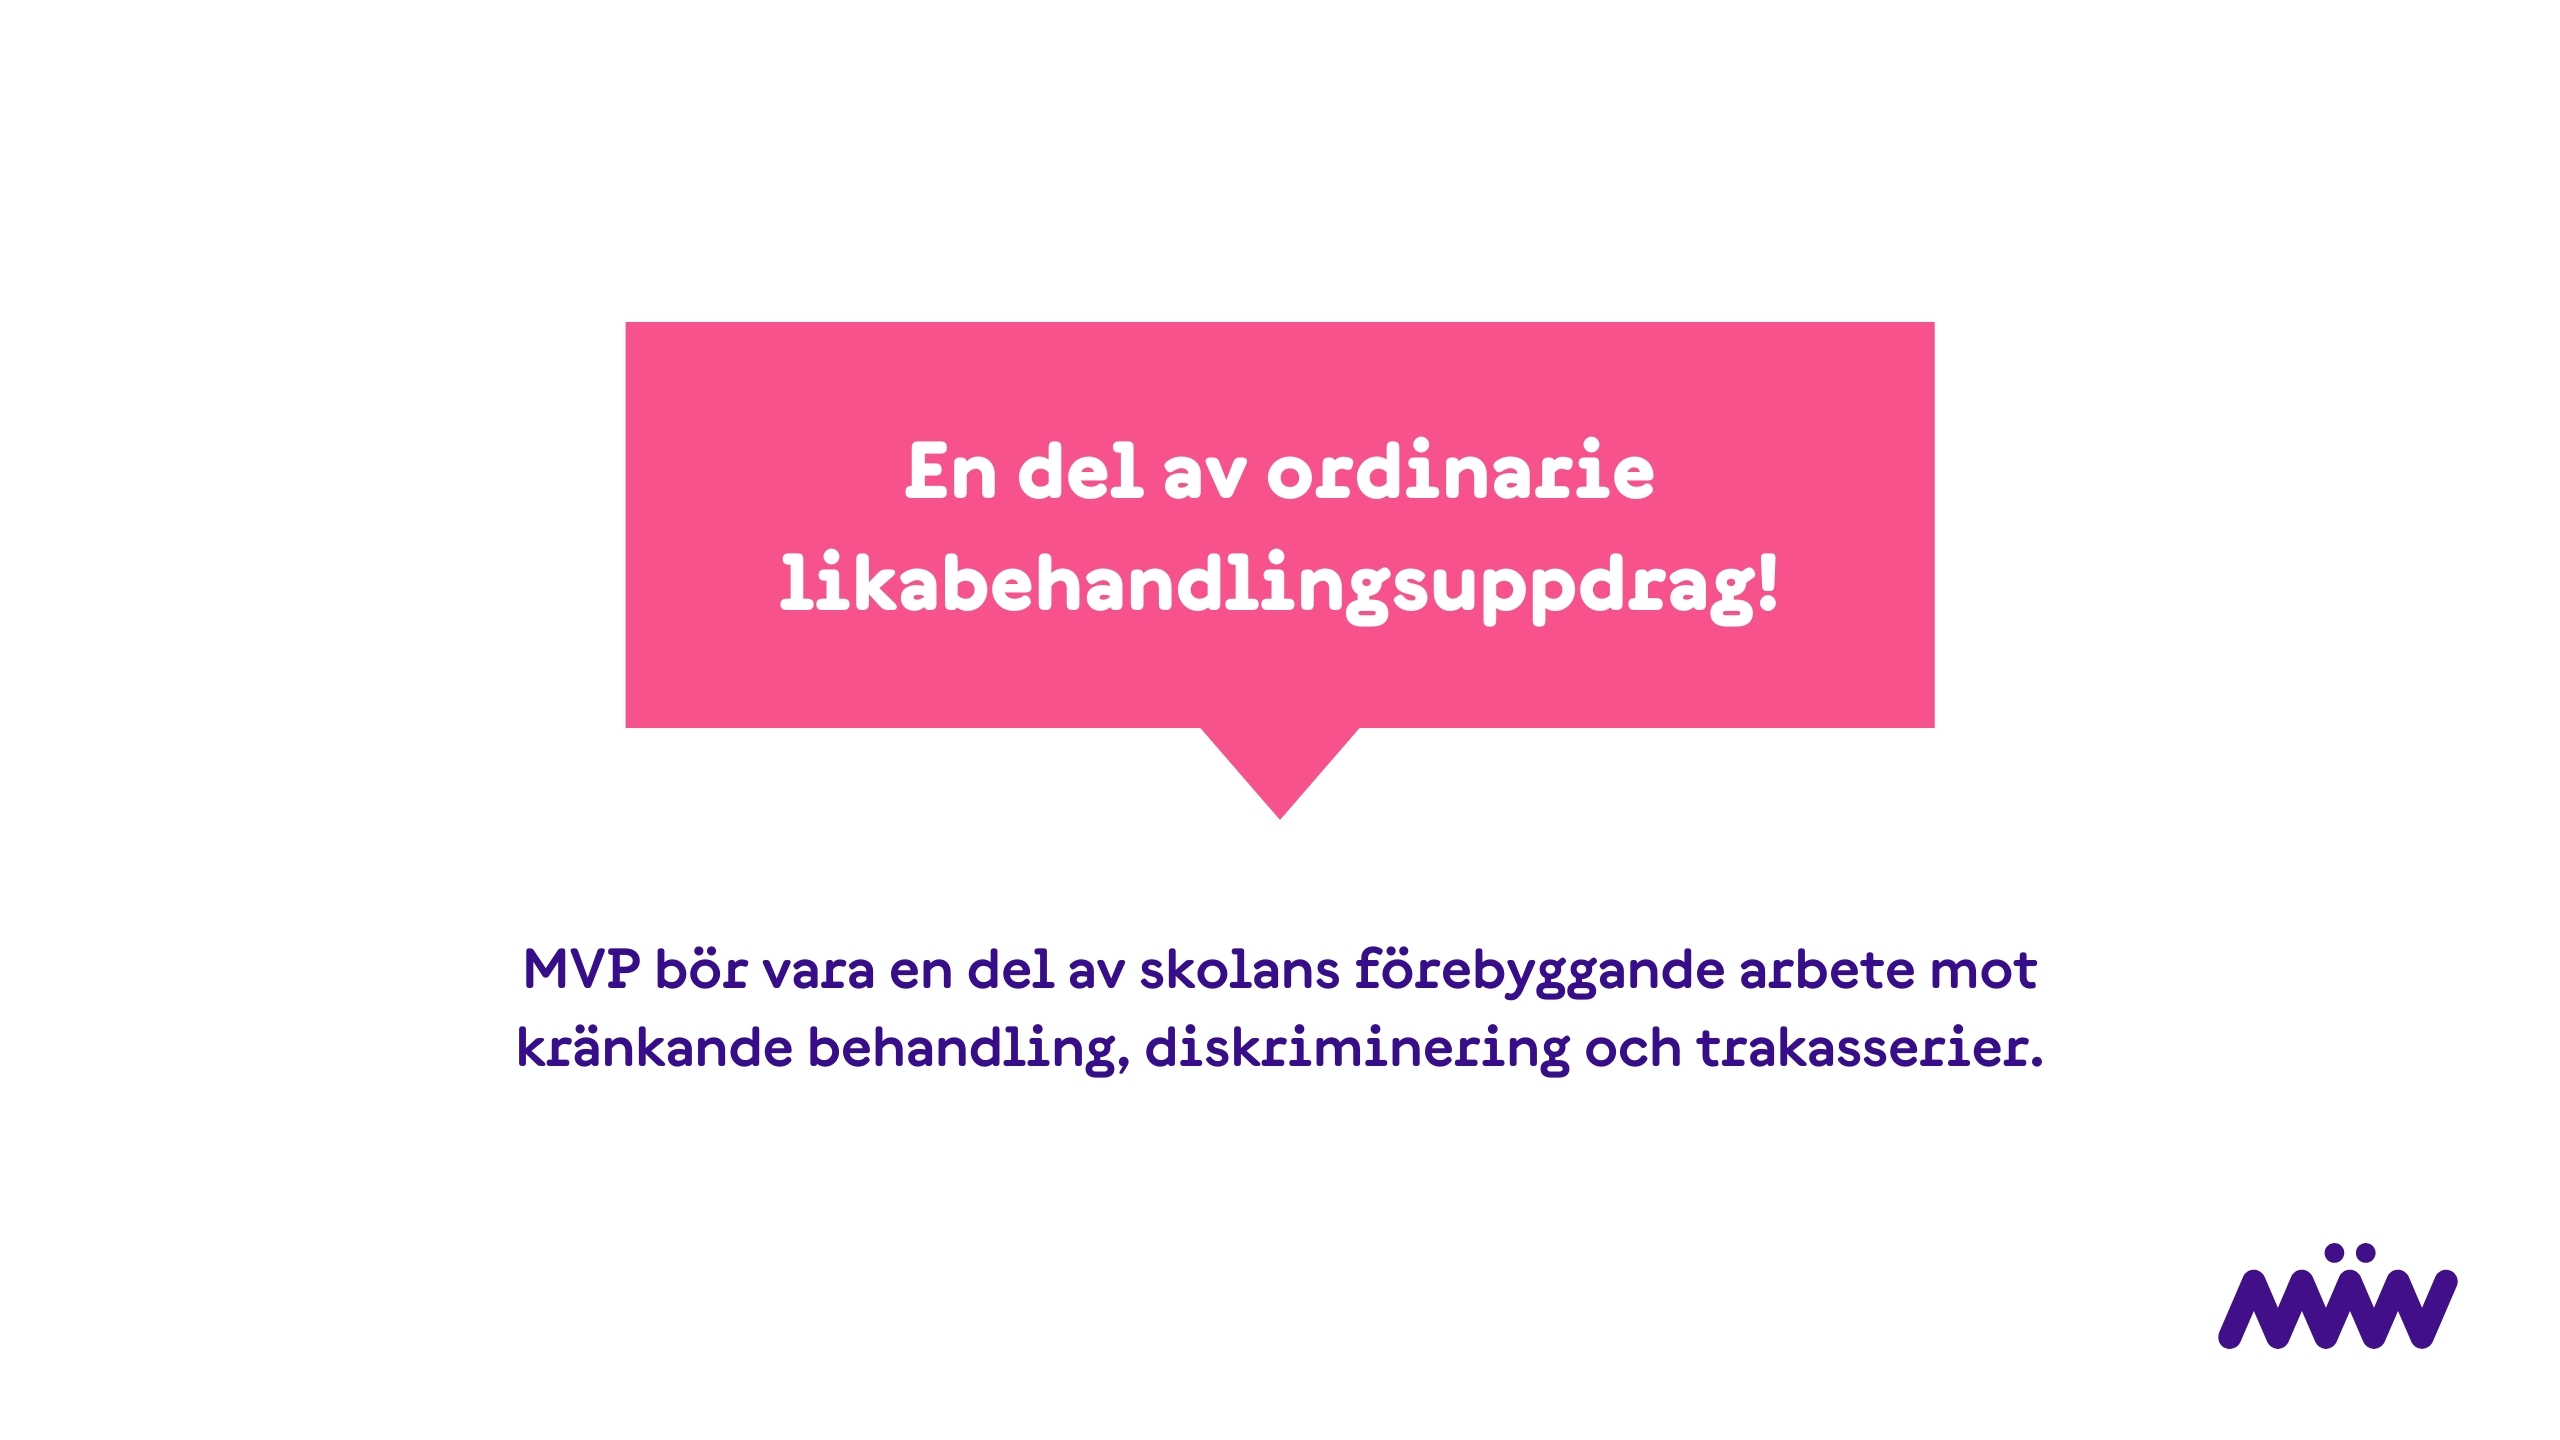 En del av ordinarie
likabehandlingsuppdrag!
MVP bör vara en del av skolans förebyggande arbete mot
kränkande behandling, diskriminering och trakasserier.